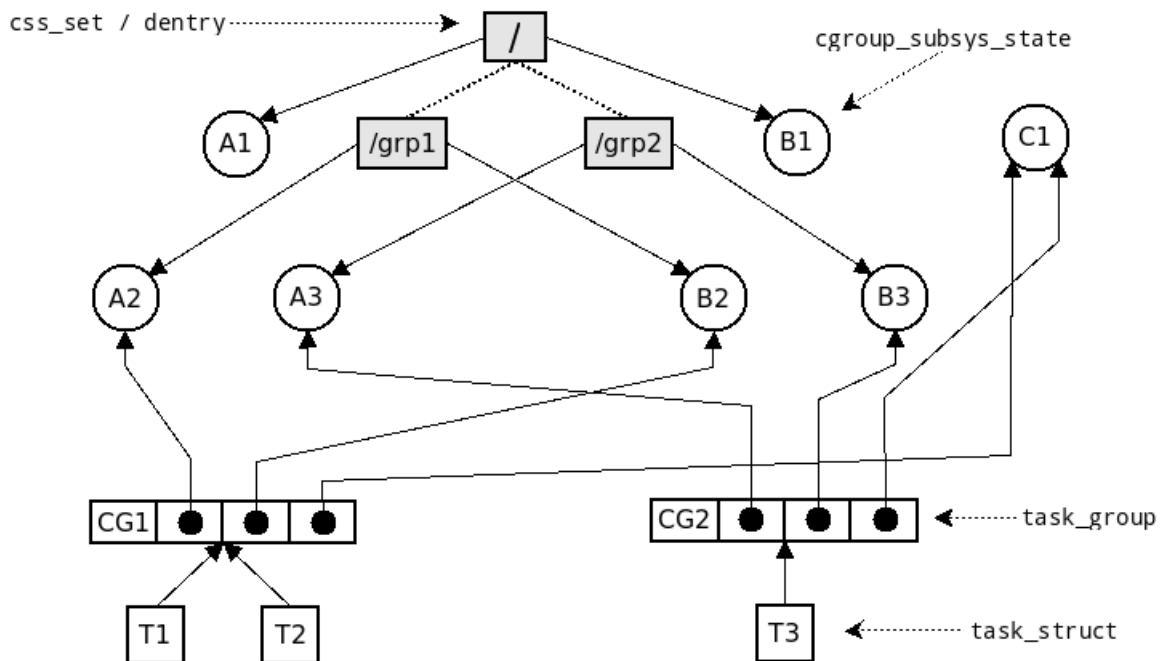 css_set / dentry
/
cgroup_subsys_state
A1
/grp1
/grp2
B1
C1
A2
A3
B2
B3
CG1
CG2
task_group
T1
T2
T3
task_struct